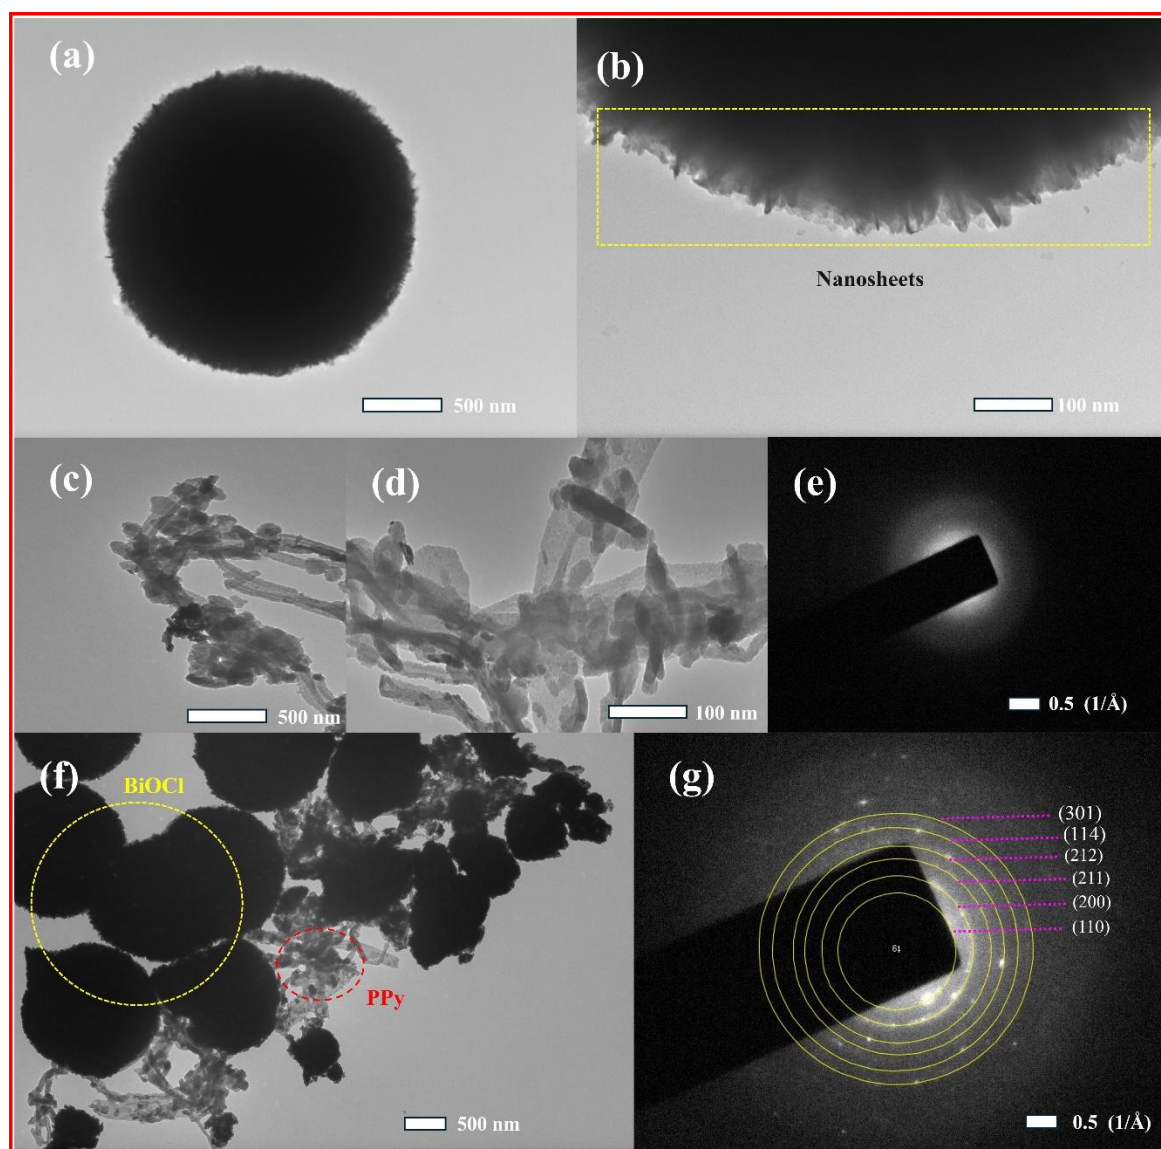 (a)
500 nm
(b)
Nanosheets
100 nm
(c)
500 nm
(d)
100 nm
(e)
0.5 (1/Å)
(f)
BiOCl
PPy
500 nm
(g)
(301)
(114)
(212)
(211)
(200)
(110)
0.5 (1/Å)